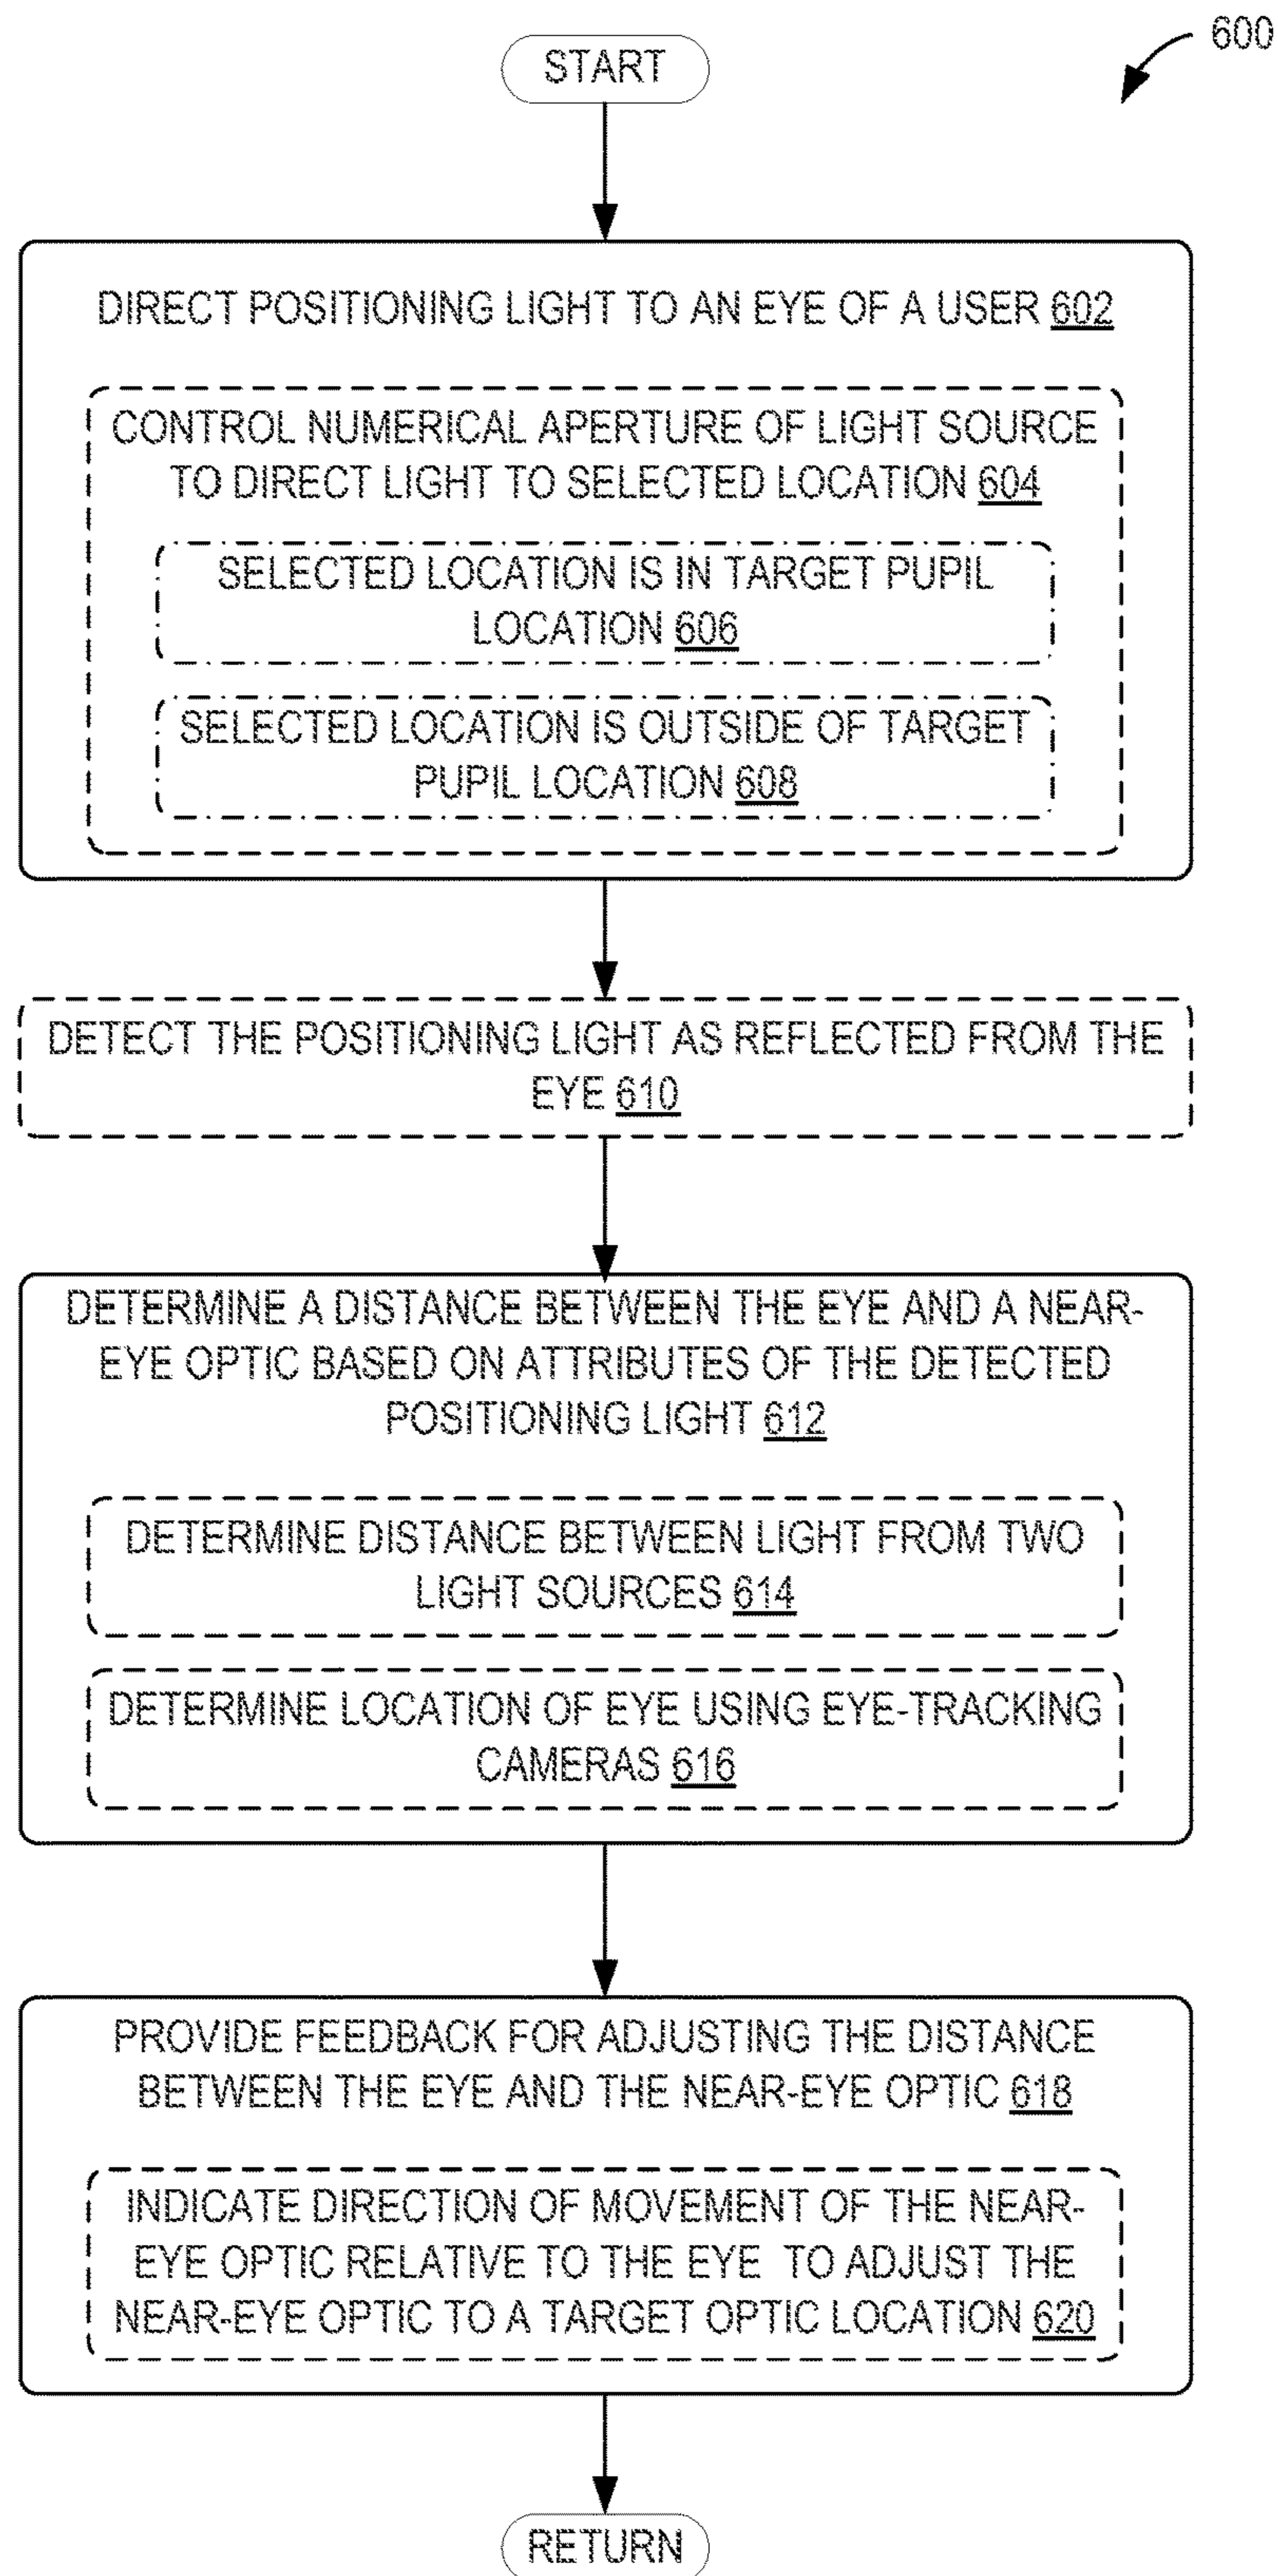 600
START
DIRECT POSITIONING LIGHT TO AN EYE OF A USER 602
CONTROL NUMERICAL APERTURE OF LIGHT SOURCE
TO DIRECT LIGHT TO SELECTED LOCATION 604
SELECTED LOCATION IS IN TARGET PUPIL
LOCATION 606
SELECTED LOCATION IS OUTSIDE OF TARGET
PUPIL LOCATION 608
DETECT THE POSITIONING LIGHT AS REFLECTED FROM THE
EYE 610
DETERMINE A DISTANCE BETWEEN THE EYE AND A NEAR-
EYE OPTIC BASED ON ATTRIBUTES OF THE DETECTED
POSITIONING LIGHT 612
DETERMINE DISTANCE BETWEEN LIGHT FROM TWO
LIGHT SOURCES 614
DETERMINE LOCATION OF EYE USING EYE-TRACKING
CAMERAS 616
PROVIDE FEEDBACK FOR ADJUSTING THE DISTANCE
BETWEEN THE EYE AND THE NEAR-EYE OPTIC 618
INDICATE DIRECTION OF MOVEMENT OF THE NEAR-
EYE OPTIC RELATIVE TO THE EYE TO ADJUST THE
NEAR-EYE OPTIC TO A TARGET OPTIC LOCATION 620
RETURN